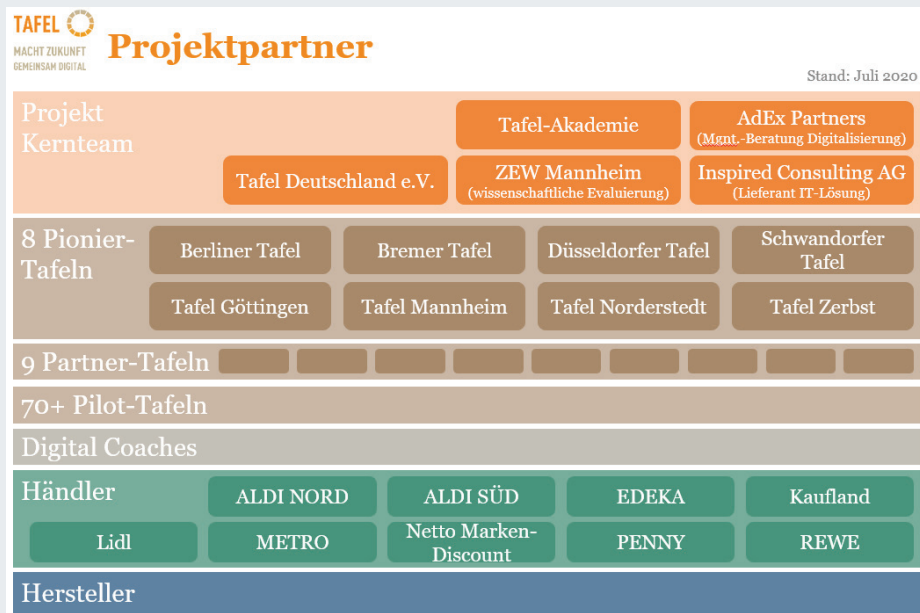 TAFEL
MACHT ZUKUNFT
GEMEINSAM DIGITAL
Projektpartner
Stand: Juli 2020
Projekt
Kernteam
Tafel-Akademie
AdEx Partners
(Mgnt.-Beratung Digitalisierung)
Tafel Deutschland e.V.
ZEW Mannheim
(wissenschaftliche Evaluierung)
Inspired Consulting AG
(Lieferant IT-Lösung)
8 Pionier-
Tafeln
Berliner Tafel
Bremer Tafel
Düsseldorfer Tafel
Schwandorfer
Tafel
Tafel Göttingen
Tafel Mannheim
Tafel Norderstedt
Tafel Zerbst
9 Partner-Tafeln
70+ Pilot-Tafeln
Digital Coaches
Händler
ALDI NORD
ALDI SÜD
EDEKA
Kaufland
Lidl
METRO
Netto Marken-
Discount
PENNY
REWE
Hersteller